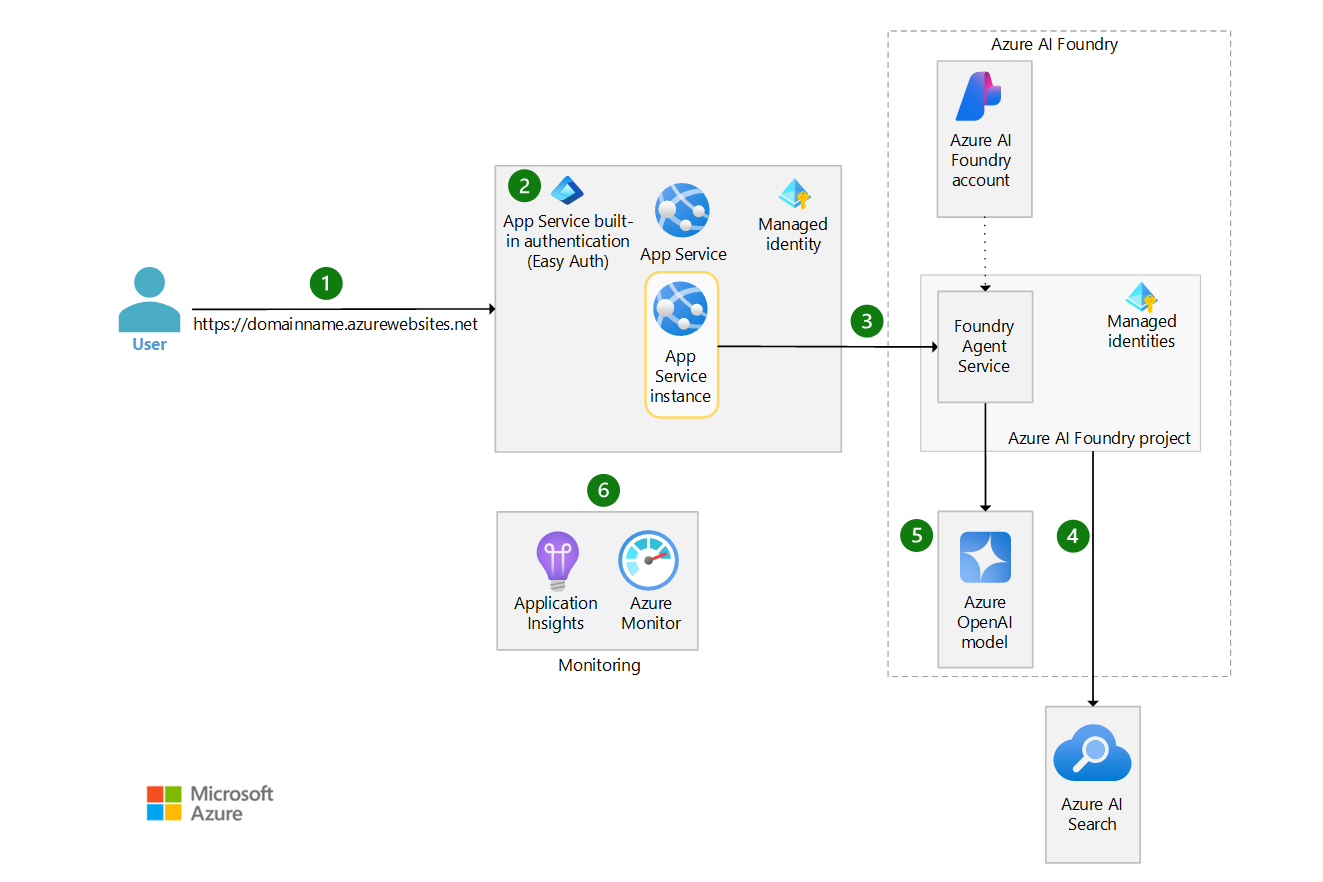 Azure AI Foundry
Azure AI
Foundry
account
2
App Service built-
in authentication
(Easy Auth)
App Service
Managed
identity
1
https://domainname.azurewebsites.net
User
App
Service
instance
3
Foundry
Agent
Service
Managed
identities
Azure AI Foundry project
6
Application
Insights
Azure
Monitor
Monitoring
5
Azure
OpenAI
model
4
Azure AI
Search
Microsoft
Azure